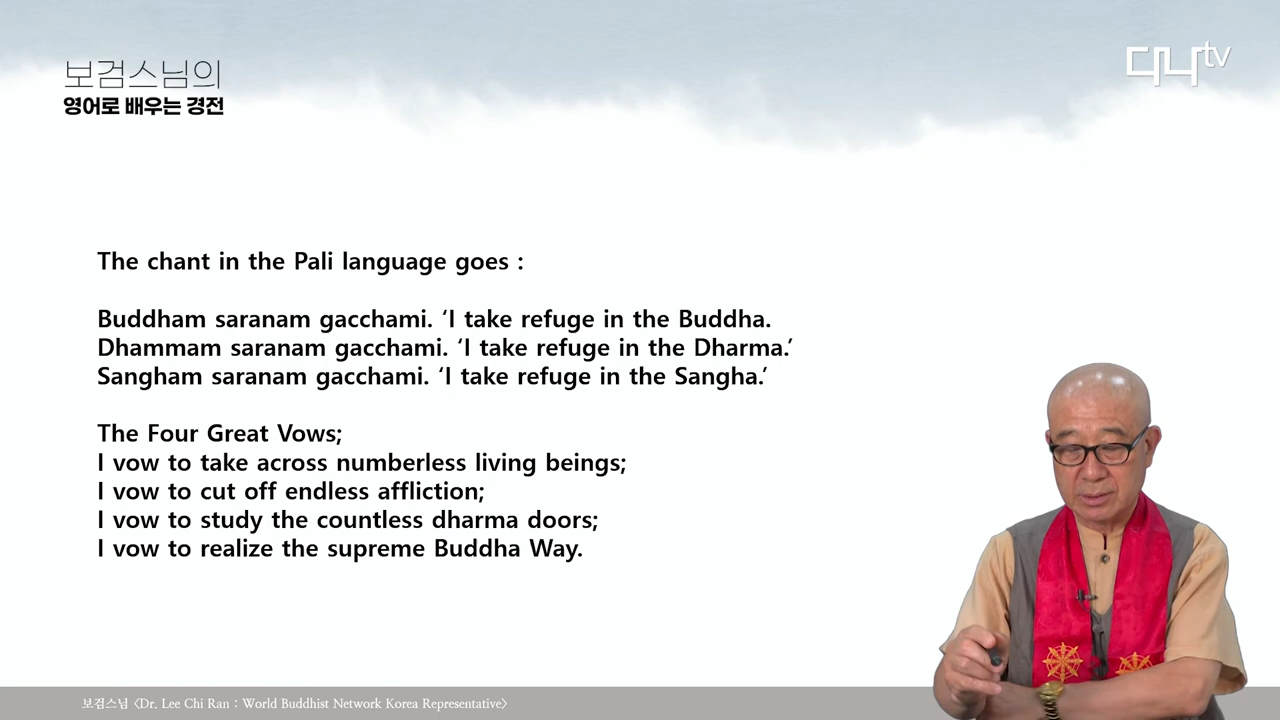 보검스님의
영어로 배우는 경전
다나tv
The chant in the Pali language goes :
Buddham saranam gacchami. ‘I take refuge in the Buddha.
Dhammam saranam gacchami. ‘I take refuge in the Dharma.’
Sangham saranam gacchami. ‘I take refuge in the Sangha.’
The Four Great Vows;
I vow to take across numberless living beings;
I vow to cut off endless affliction;
I vow to study the countless dharma doors;
I vow to realize the supreme Buddha Way.
보검스님 <Dr. Lee Chi Ran : World Buddhist Network Korea Representative>